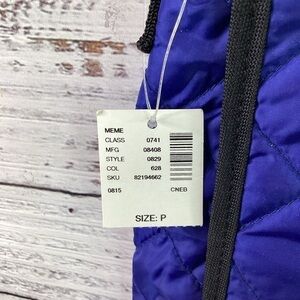 MEME
CLASS 0741
MFG 08408
STYLE 0829
COL 628
SKU 82194662
0815 CNEB
SIZE: P